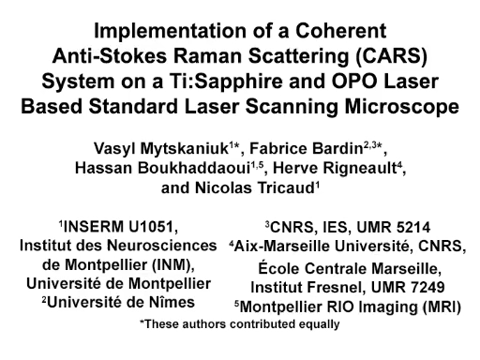 Implementation of a Coherent
Anti-Stokes Raman Scattering (CARS)
System on a Ti:Sapphire and OPO Laser
Based Standard Laser Scanning Microscope
Vasyl Mytskaniuk¹*, Fabrice Bardin²,³*,
Hassan Boukhaddaoui¹,⁵, Herve Rigneault⁴,
and Nicolas Tricaud¹
¹INSERM U1051,
Institut des Neurosciences
de Montpellier (INM),
Université de Montpellier
²Université de Nîmes
³CNRS, IES, UMR 5214
⁴Aix-Marseille Université, CNRS,
École Centrale Marseille,
Institut Fresnel, UMR 7249
⁵Montpellier RIO Imaging (MRI)
*These authors contributed equally